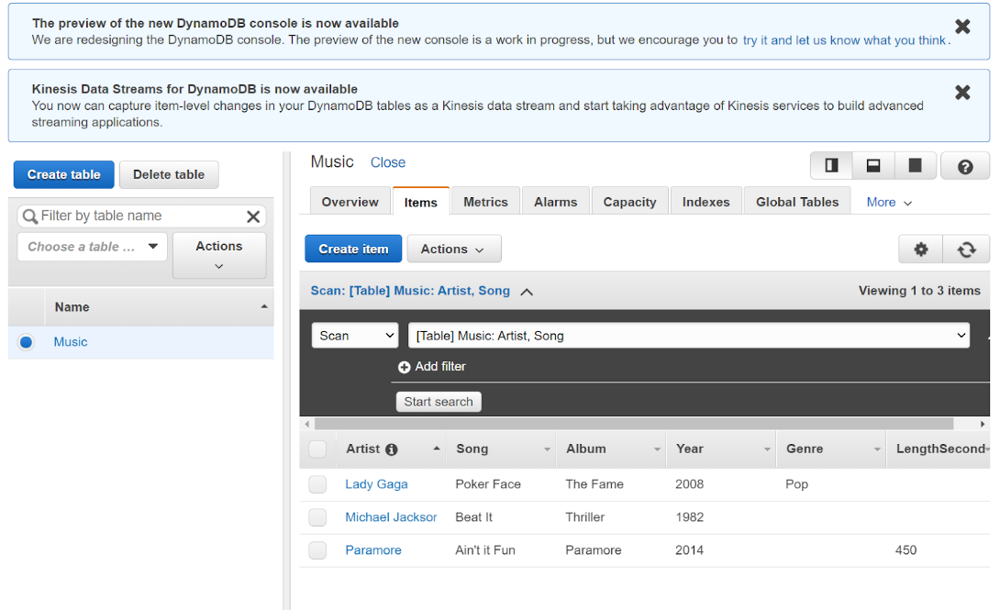 The preview of the new DynamoDB console is now available
We are redesigning the DynamoDB console. The preview of the new console is a work in progress, but we encourage you to try it and let us know what you think.
Kinesis Data Streams for DynamoDB is now available
You now can capture item-level changes in your DynamoDB tables as a Kinesis data stream and start taking advantage of Kinesis services to build advanced
streaming applications.
Create table Delete table
Filter by table name
Choose a table ... Actions
Name
Music
Music Close
Overview Items Metrics Alarms Capacity Indexes Global Tables More
Create item Actions
Scan: [Table] Music: Artist, Song Viewing 1 to 3 items
Scan [Table] Music: Artist, Song
Add filter
Start search
Artist Song Album Year Genre LengthSecond
Lady Gaga Poker Face The Fame 2008 Pop
Michael Jacksor Beat It Thriller 1982
Paramore Ain't it Fun Paramore 2014 450